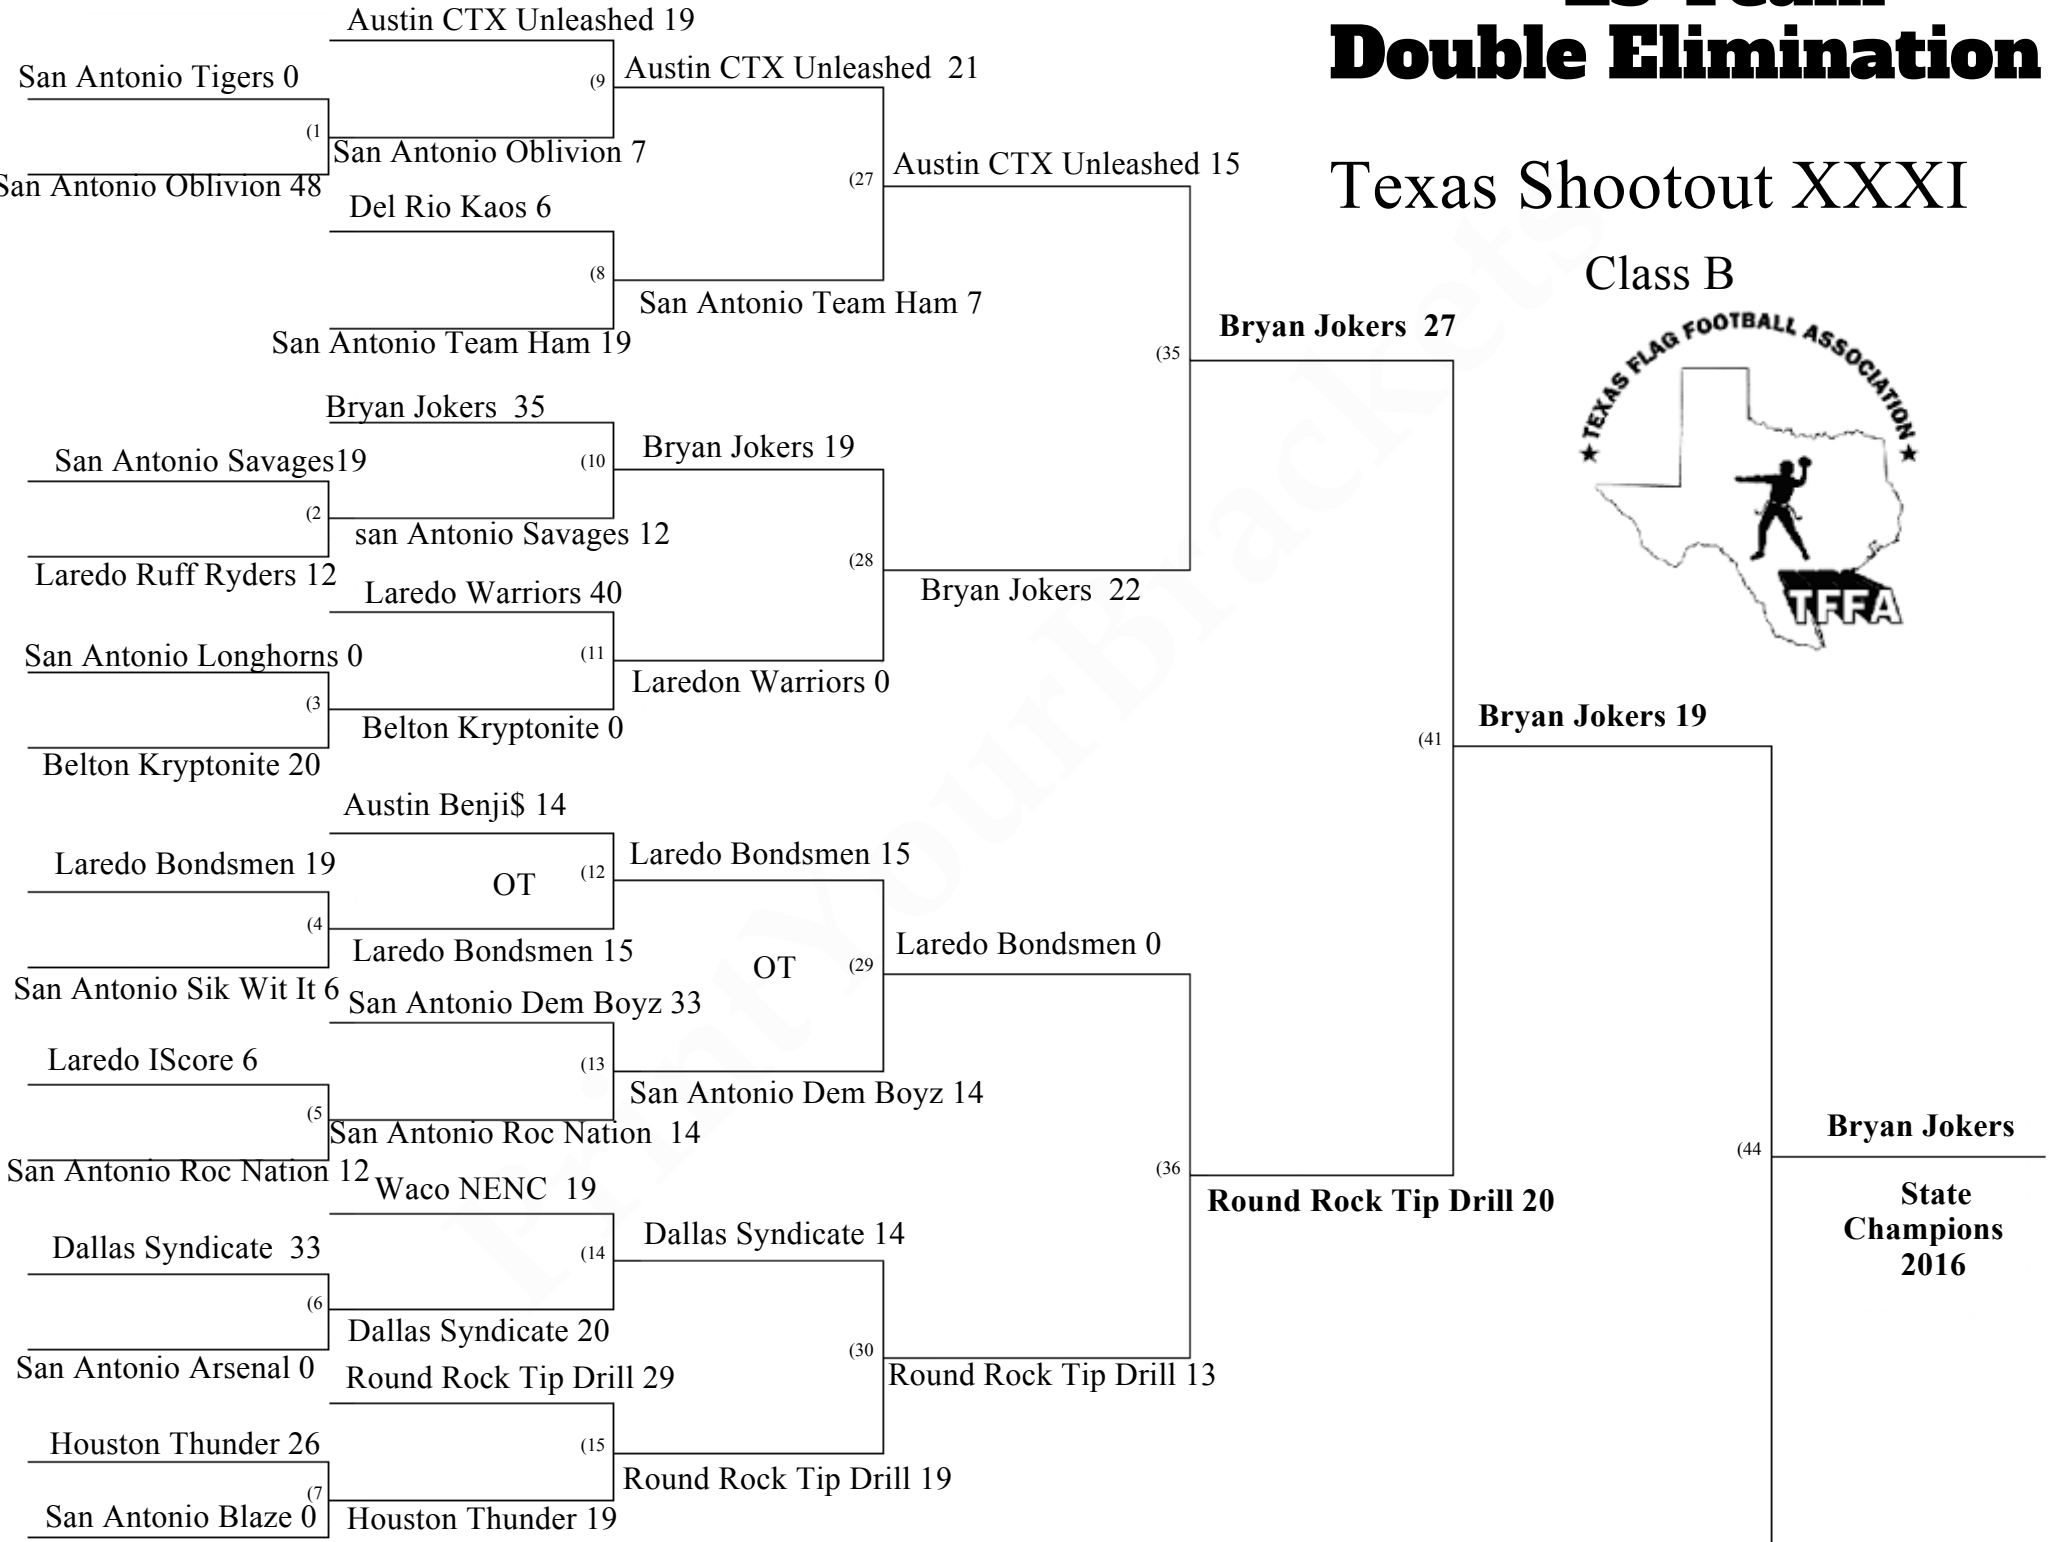 Double Elimination
Texas Shootout XXXI
Class B
TEXAS FLAG FOOTBALL ASSOCIATION
TFFA
Austin CTX Unleashed 19
San Antonio Tigers 0
(9
Austin CTX Unleashed 21
(1
San Antonio Oblivion 7
San Antonio Oblivion 48
(27
Austin CTX Unleashed 15
Del Rio Kaos 6
(8
San Antonio Team Ham 7
San Antonio Team Ham 19
(35
Bryan Jokers 27
Bryan Jokers 35
San Antonio Savages19
(10
Bryan Jokers 19
(2
san Antonio Savages 12
Laredo Ruff Ryders 12
(28
Bryan Jokers 22
Laredo Warriors 40
San Antonio Longhorns 0
(11
Laredon Warriors 0
(3
Belton Kryptonite 0
Belton Kryptonite 20
(41
Bryan Jokers 19
Austin Benji$ 14
Laredo Bondsmen 19
OT
(12
Laredo Bondsmen 15
(4
Laredo Bondsmen 15
San Antonio Sik Wit It 6
OT
(29
Laredo Bondsmen 0
San Antonio Dem Boyz 33
Laredo IScore 6
(13
San Antonio Dem Boyz 14
(5
San Antonio Roc Nation 14
San Antonio Roc Nation 12
(36
Round Rock Tip Drill 20
Waco NENC 19
Dallas Syndicate 33
(14
Dallas Syndicate 14
(6
Dallas Syndicate 20
San Antonio Arsenal 0
(30
Round Rock Tip Drill 13
Round Rock Tip Drill 29
Houston Thunder 26
(15
Round Rock Tip Drill 19
(7
San Antonio Blaze 0
Houston Thunder 19
(44
Bryan Jokers
State
Champions
2016
PrintYourBrackets